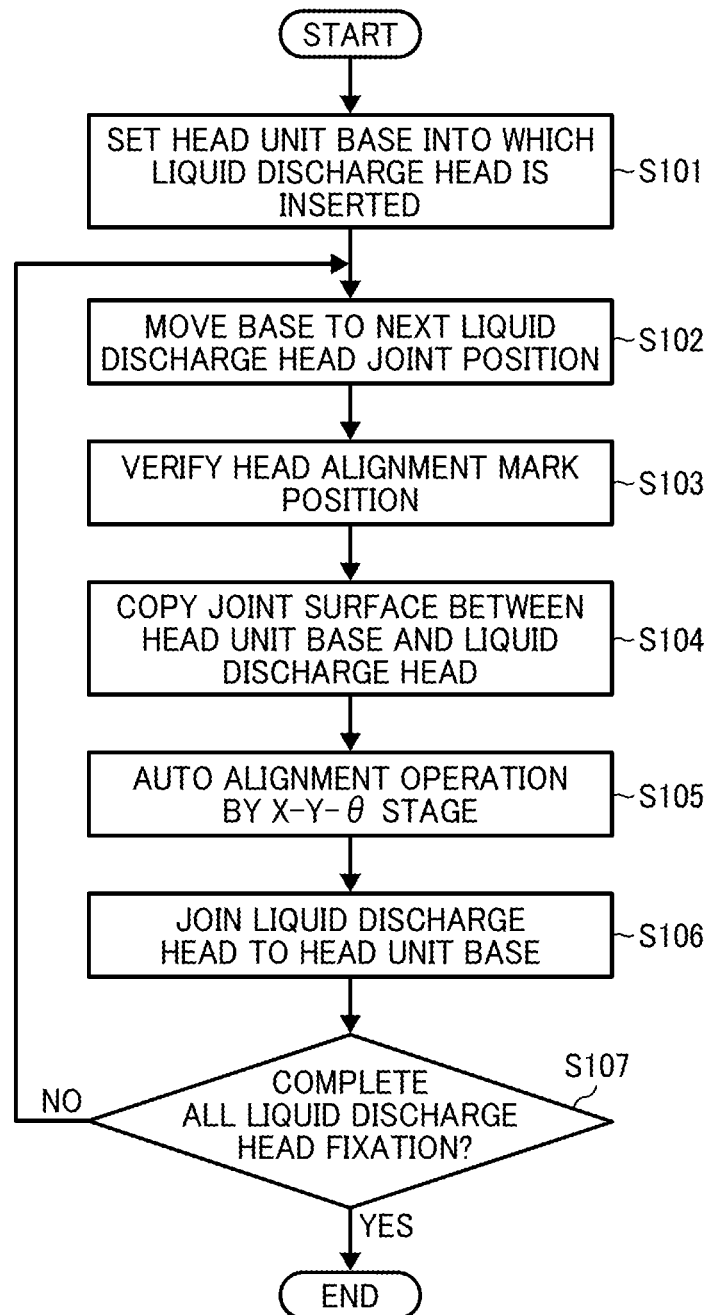 START
SET HEAD UNIT BASE INTO WHICH
LIQUID DISCHARGE HEAD IS
INSERTED
S101
MOVE BASE TO NEXT LIQUID
DISCHARGE HEAD JOINT POSITION
S102
VERIFY HEAD ALIGNMENT MARK
POSITION
S103
COPY JOINT SURFACE BETWEEN
HEAD UNIT BASE AND LIQUID
DISCHARGE HEAD
S104
AUTO ALIGNMENT OPERATION
BY X-Y-θ STAGE
S105
JOIN LIQUID DISCHARGE
HEAD TO HEAD UNIT BASE
S106
S107
COMPLETE
ALL LIQUID DISCHARGE
HEAD FIXATION?
NO
YES
END